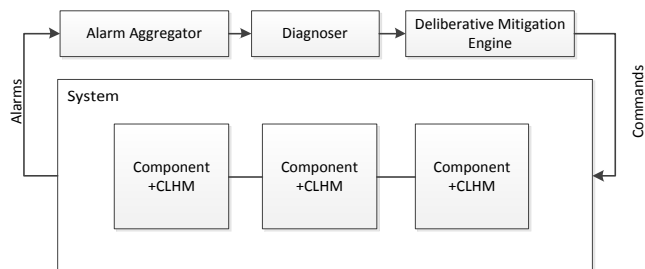 Alarm Aggregator
Diagnoser
Deliberative Mitigation
Engine
Alarms
Commands
System
Component
+CLHM
Component
+CLHM
Component
+CLHM